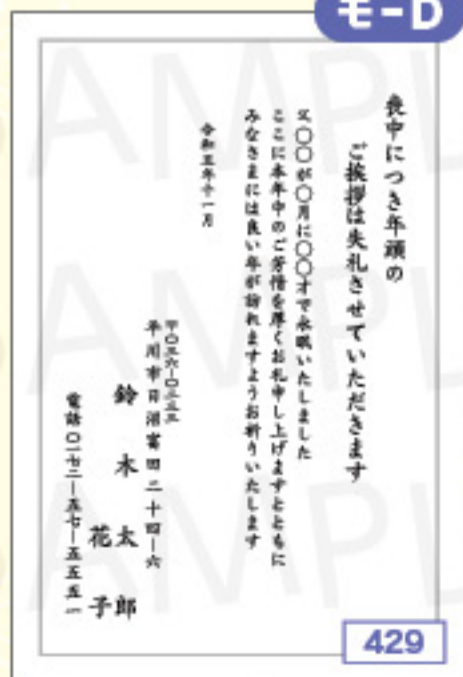 モｰD
喪中につき年頭の
ご挨拶は失礼させていただきます
父〇〇が〇月に〇〇才で永眠いたしました
ここに本年中のご芳情を厚くお礼申し上げますとともに
みなさまには良い年が訪れますようお祈りいたします
令和五年十一月
〒〇三六―〇二三三
平川市日沼富田二十四―六
鈴木太郎
花子
電話〇一七二―五七―五五五一
429
SAMPLE
SAMPLE
SAMPLE